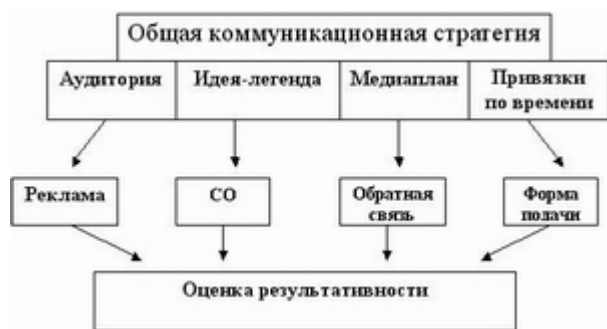 Общая коммуникационная стратегия
Аудитория Идея-легенда Медиаплан Привязки
по времени
Реклама СО Обратная Форма
связь подачи
Оценка результативности